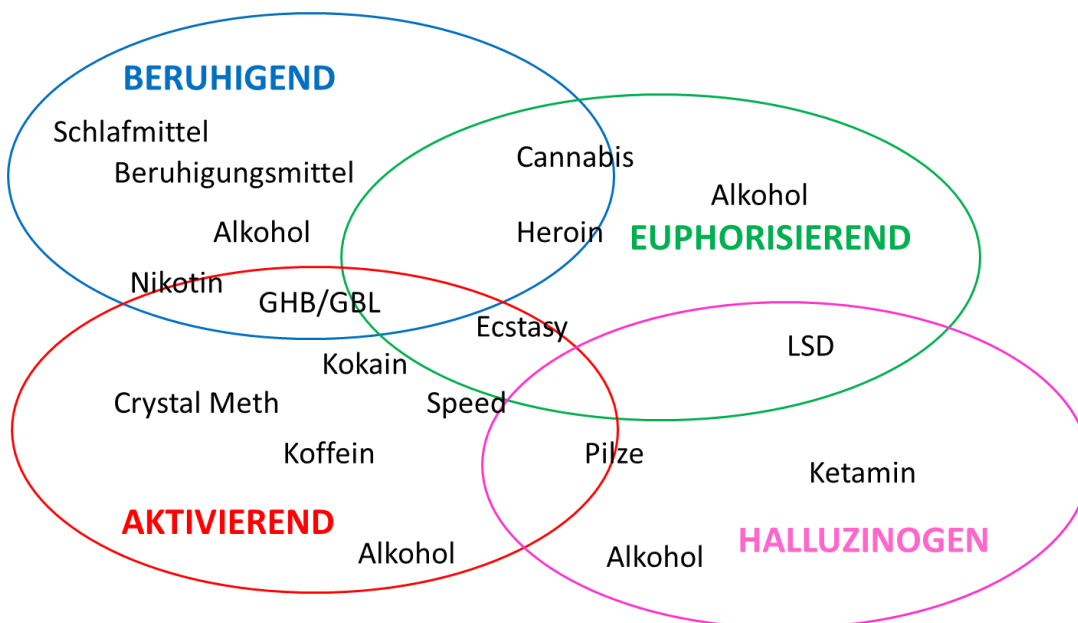 BERUHIGEND
Schlafmittel
Beruhigungsmittel
Alkohol
Nikotin
GHB/GBL
Cannabis
Heroin
Alkohol
EUPHORISIEREND
Ecstasy
LSD
Kokain
Crystal Meth
Speed
Koffein
Pilze
AKTIVIEREND
Alkohol
Ketamin
HALLUZINOGEN
Alkohol